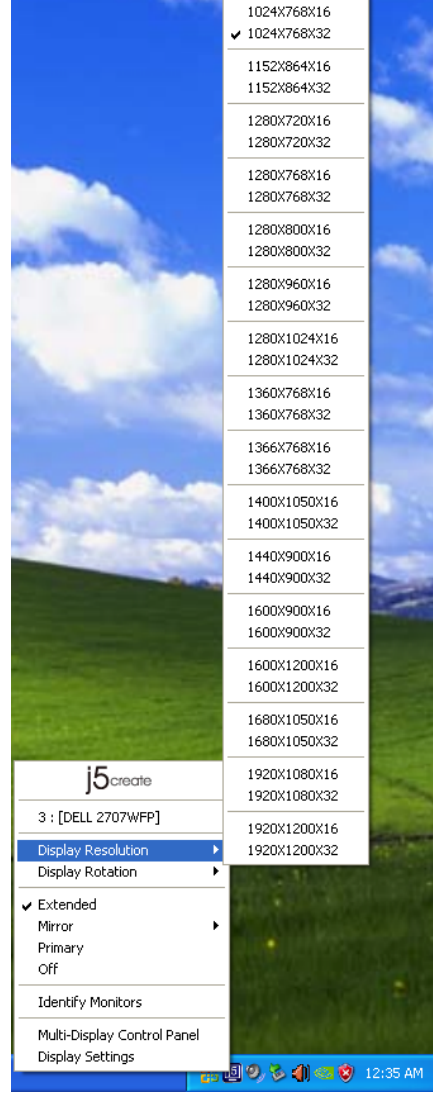 1024X768X16
1024X768X32
1152X864X16
1152X864X32
1280X720X16
1280X720X32
1280X768X16
1280X768X32
1280X800X16
1280X800X32
1280X960X16
1280X960X32
1280X1024X16
1280X1024X32
1360X768X16
1360X768X32
1366X768X16
1366X768X32
1400X1050X16
1400X1050X32
1440X900X16
1440X900X32
1600X900X16
1600X900X32
1600X1200X16
1600X1200X32
1680X1050X16
1680X1050X32
1920X1080X16
1920X1080X32
1920X1200X16
1920X1200X32
j5create
3 : [DELL 2707WFP]
Display Resolution
Display Rotation
Extended
Mirror
Primary
Off
Identify Monitors
Multi-Display Control Panel
Display Settings
12:35 AM